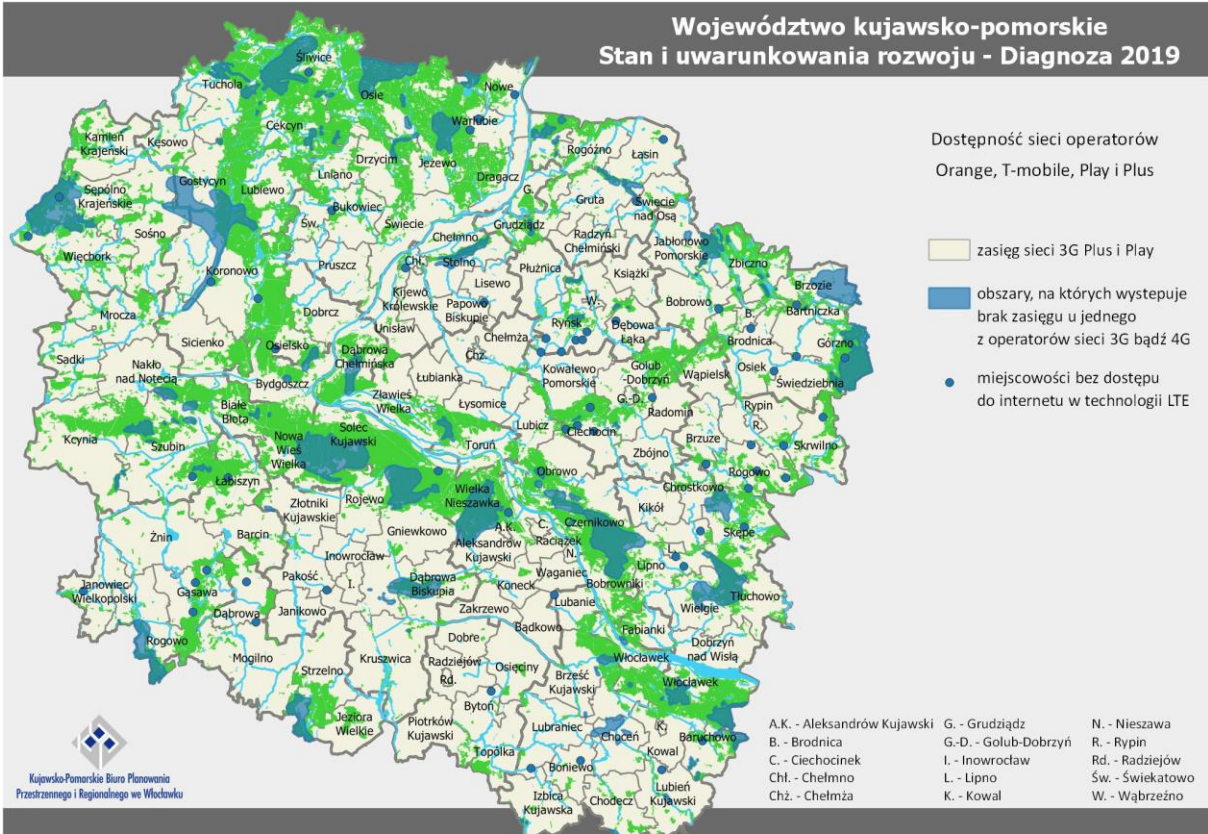 Województwo kujawsko-pomorskie
Stan i uwarunkowania rozwoju - Diagnoza 2019
Dostępność sieci operatorów
Orange, T-mobile, Play i Plus
zasięg sieci 3G Plus i Play
obszary, na których wystepuje
brak zasięgu u jednego
z operatorów sieci 3G bądź 4G
miejscowości bez dostępu
do internetu w technologii LTE
Śliwice
Tuchola
Osie
Nowe
Warlubie
Cekcyn
Kamień
Krajeński
Kęsowo
Rogóźno
Łasin
Drzycim
Jeżewo
Lniano
Dragacz
Gostycyn
Lubiewo
G.
Sępólno
Krajeńskie
Bukowiec
Gruta
Świecie
nad Osą
Św.
Świecie
Grudziądz
Sośno
Chełmno
Radzyń
Chełmiński
Jabłonowo
Pomorskie
Więcbork
Pruszcz
Chł.
Stolno
Zbiczno
Koronowo
Płużnica
Książki
Brzozie
Kijewo
Królewskie
Lisewo
W.
Bobrowo
Bartniczka
Mrocza
Dobrcz
Papowo
Biskupie
B.
Unisław
Ryńsk
Dębowa
Łąka
Brodnica
Górzno
Sicienko
Chełmża
Sadki
Osielsko
Dąbrowa
Chełmińska
Chż.
Nakło
nad Notecią
Kowalewo
Pomorskie
Golub
-Dobrzyń
Wąpielsk
Osiek
Świedziebnia
Bydgoszcz
Łubianka
G.-D.
Zławieś
Wielka
Łysomice
Radomin
Rypin
Białe
Błota
R.
Lubicz
Ciechocin
Kcynia
Szubin
Nowa
Wieś
Wielka
Solec
Kujawski
Toruń
Brzuze
Skrwilno
Zbójno
Łabiszyn
Obrowo
Rogowo
Wielka
Nieszawka
Chrostkowo
Złotniki
Kujawskie
Rojewo
Kikół
Czernikowo
A.K.
C.
Raciążek
Żnin
Barcin
Gniewkowo
Skępe
Aleksandrów
Kujawski
N.
Inowrocław
L.
Lipno
Waganiec
Janowiec
Wielkopolski
Pakość
I.
Dąbrowa
Biskupia
Bobrowniki
Gąsawa
Koneck
Tłuchowo
Janikowo
Lubanie
Wielgie
Dąbrowa
Zakrzewo
Bądkowo
Fabianki
Rogowo
Dobre
Dobrzyń
nad Wisłą
Mogilno
Kruszwica
Radziejów
Osięciny
Włocławek
Strzelno
Rd.
Brześć
Kujawski
Włocławek
Bytoń
Jeziora
Wielkie
Piotrków
Kujawski
Lubraniec
Choceń
K.
Baruchowo
Topólka
Kowal
Boniewo
Izbica
Kujawska
Chodecz
Lubień
Kujawski
A.K. - Aleksandrów Kujawski
B. - Brodnica
C. - Ciechocinek
Chł. - Chełmno
Chż. - Chełmża
G. - Grudziądz
G.-D. - Golub-Dobrzyń
I. - Inowrocław
L. - Lipno
K. - Kowal
N. - Nieszawa
R. - Rypin
Rd. - Radziejów
Św. - Świekatowo
W. - Wąbrzeźno
Kujawsko-Pomorskie Biuro Planowania
Przestrzennego i Regionalnego we Włocławku